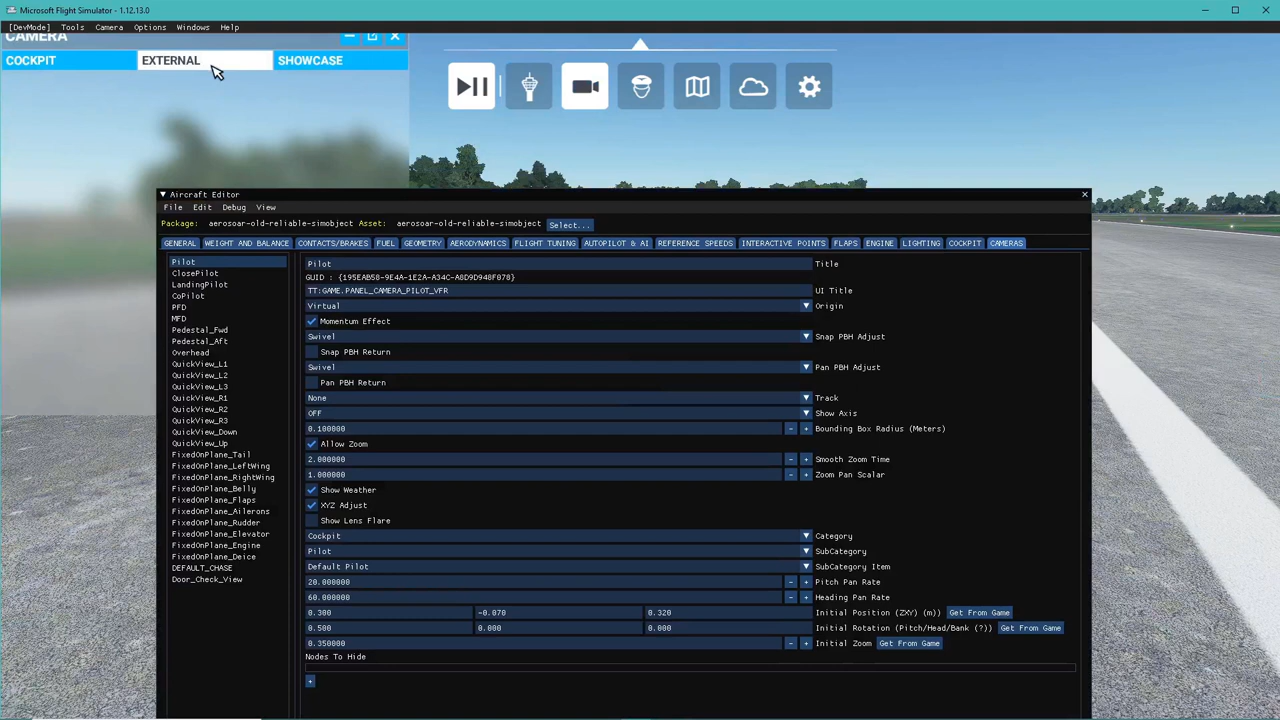 Microsoft Flight Simulator - 1.12.13.0
[DevMode] Tools Camera Options Windows Help
CAMERA
COCKPIT EXTERNAL SHOWCASE
Aircraft Editor
File Edit Debug View
Package: aerosoar-old-reliable-simobject Asset: aerosoar-old-reliable-simobject Select...
GENERAL WEIGHT AND BALANCE CONTACTS/BRAKES FUEL GEOMETRY AERODYNAMICS FLIGHT TUNING AUTOPILOT & AI REFERENCE SPEEDS INTERACTIVE POINTS FLAPS ENGINE LIGHTING COCKPIT CAMERAS
Pilot
ClosePilot
LandingPilot
CoPilot
PFD
MFD
Pedestal_Fwd
Pedestal_Aft
Overhead
QuickView_L1
QuickView_L2
QuickView_L3
QuickView_R1
QuickView_R2
QuickView_R3
QuickView_Down
QuickView_Up
FixedOnPlane_Tail
FixedOnPlane_LeftWing
FixedOnPlane_RightWing
FixedOnPlane_Belly
FixedOnPlane_Flaps
FixedOnPlane_Ailerons
FixedOnPlane_Rudder
FixedOnPlane_Elevator
FixedOnPlane_Engine
FixedOnPlane_Deice
DEFAULT_CHASE
Door_Check_View
Pilot Title
GUID : {195EAB58-9E4A-1E2A-A34C-A8D9D948F078}
TT:GAME.PANEL_CAMERA_PILOT_VFR UI Title
Virtual Origin
Momentum Effect
Swivel Snap PBH Adjust
Snap PBH Return
Swivel Pan PBH Adjust
Pan PBH Return
None Track
OFF Show Axis
0.100000 - + Bounding Box Radius (Meters)
Allow Zoom
2.000000 - + Smooth Zoom Time
1.000000 - + Zoom Pan Scalar
Show Weather
XYZ Adjust
Show Lens Flare
Cockpit Category
Pilot SubCategory
Default Pilot SubCategory Item
20.000000 - + Pitch Pan Rate
60.000000 - + Heading Pan Rate
0.300 -0.070 0.320 Initial Position (ZXY) (m)) Get From Game
0.500 0.000 0.000 Initial Rotation (Pitch/Head/Bank (?)) Get From Game
0.350000 - + Initial Zoom Get From Game
Nodes To Hide
+